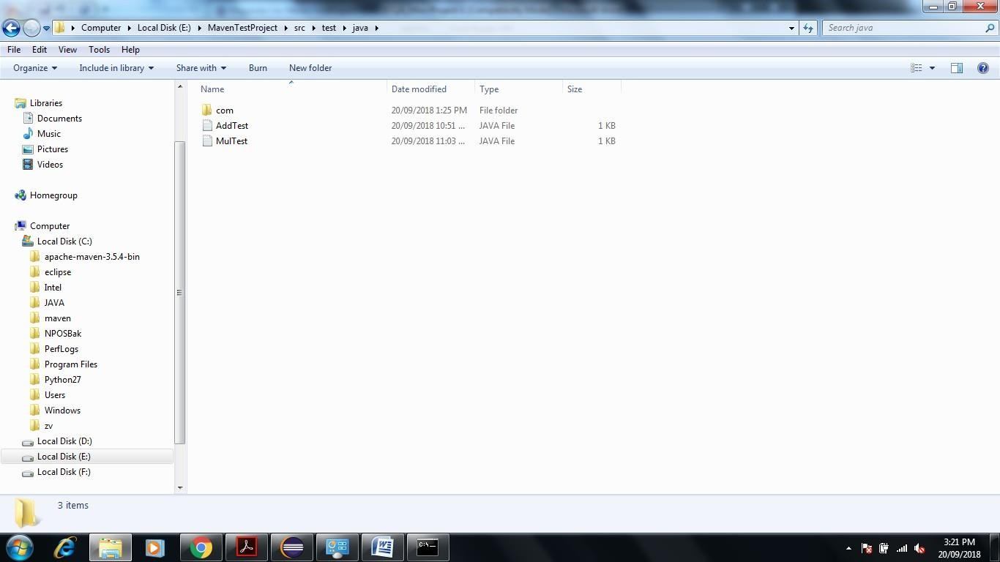 Computer Local Disk (E:) MavenTestProject src test java Search java
File Edit View Tools Help
Organize Include in library Share with Burn New folder
Name Date modified Type Size
com 20/09/2018 1:25 PM File folder
AddTest 20/09/2018 10:51 ... JAVA File 1 KB
MulTest 20/09/2018 11:03 ... JAVA File 1 KB
Libraries
Documents
Music
Pictures
Videos
Homegroup
Computer
Local Disk (C:)
apache-maven-3.5.4-bin
eclipse
Intel
JAVA
maven
NPOSBak
PerfLogs
Program Files
Python27
Users
Windows
zv
Local Disk (D:)
Local Disk (E:)
Local Disk (F:)
3 items
3:21 PM
20/09/2018